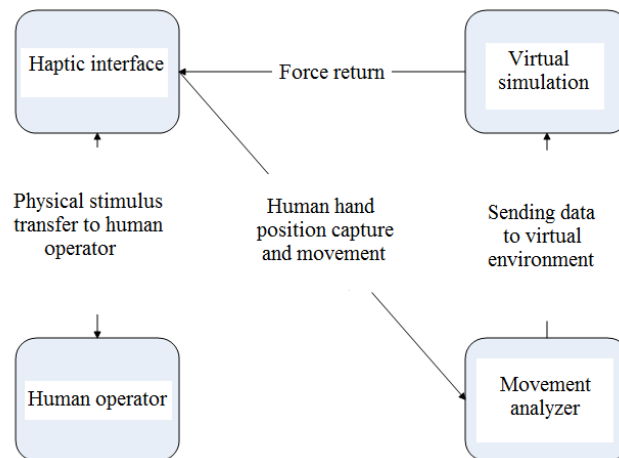 Haptic interface
Force return
Virtual
simulation
Physical stimulus
transfer to human
operator
Human hand
position capture
and movement
Sending data
to virtual
environment
Human operator
Movement
analyzer